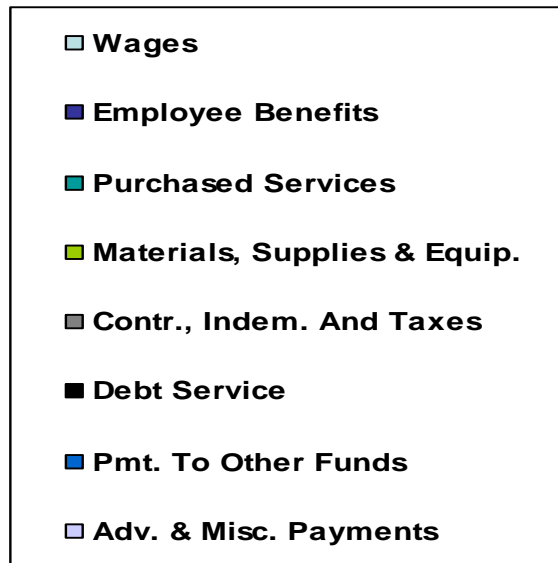 Wages
Employee Benefits
Purchased Services
Materials, Supplies & Equip.
Contr., Indem. And Taxes
Debt Service
Pmt. To Other Funds
Adv. & Misc. Payments